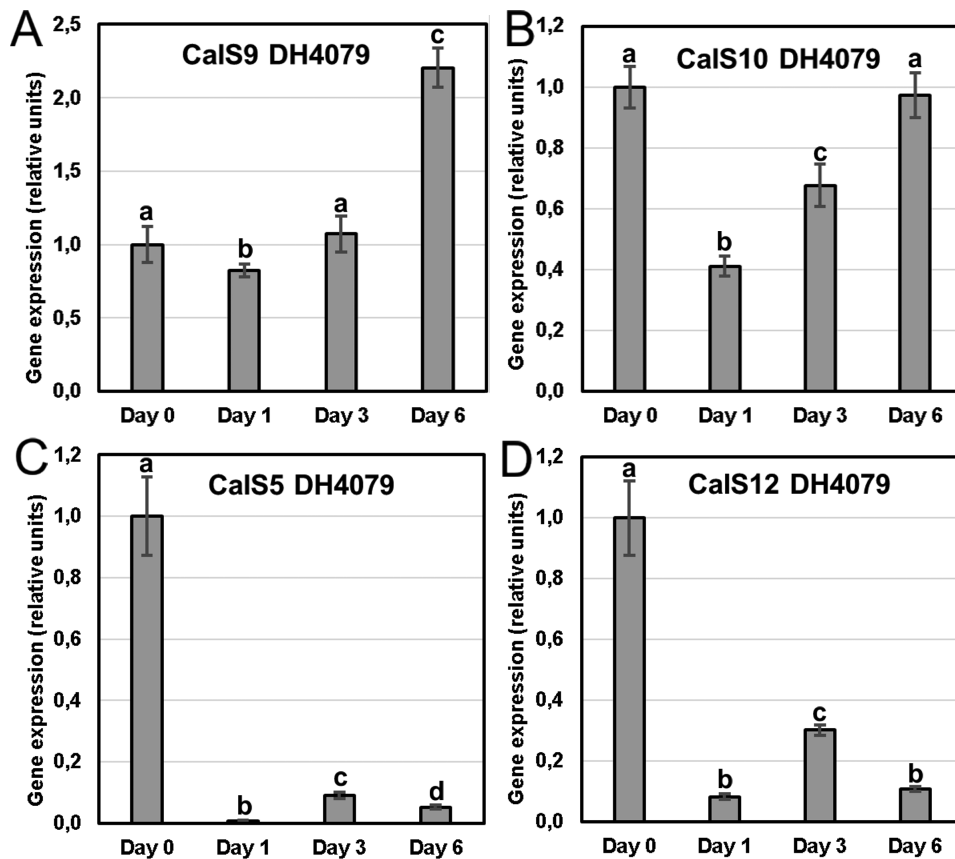 A
CalS9 DH4079
Gene expression (relative units)
2,5
2,0
1,5
1,0
0,5
0,0
a
b
a
c
Day 0 Day 1 Day 3 Day 6
B
CalS10 DH4079
Gene expression (relative units)
1,2
1,0
0,8
0,6
0,4
0,2
0,0
a
b
c
a
Day 0 Day 1 Day 3 Day 6
C
CalS5 DH4079
Gene expression (relative units)
1,2
1,0
0,8
0,6
0,4
0,2
0,0
a
b
c
d
Day 0 Day 1 Day 3 Day 6
D
CalS12 DH4079
Gene expression (relative units)
1,2
1,0
0,8
0,6
0,4
0,2
0,0
a
b
c
b
Day 0 Day 1 Day 3 Day 6